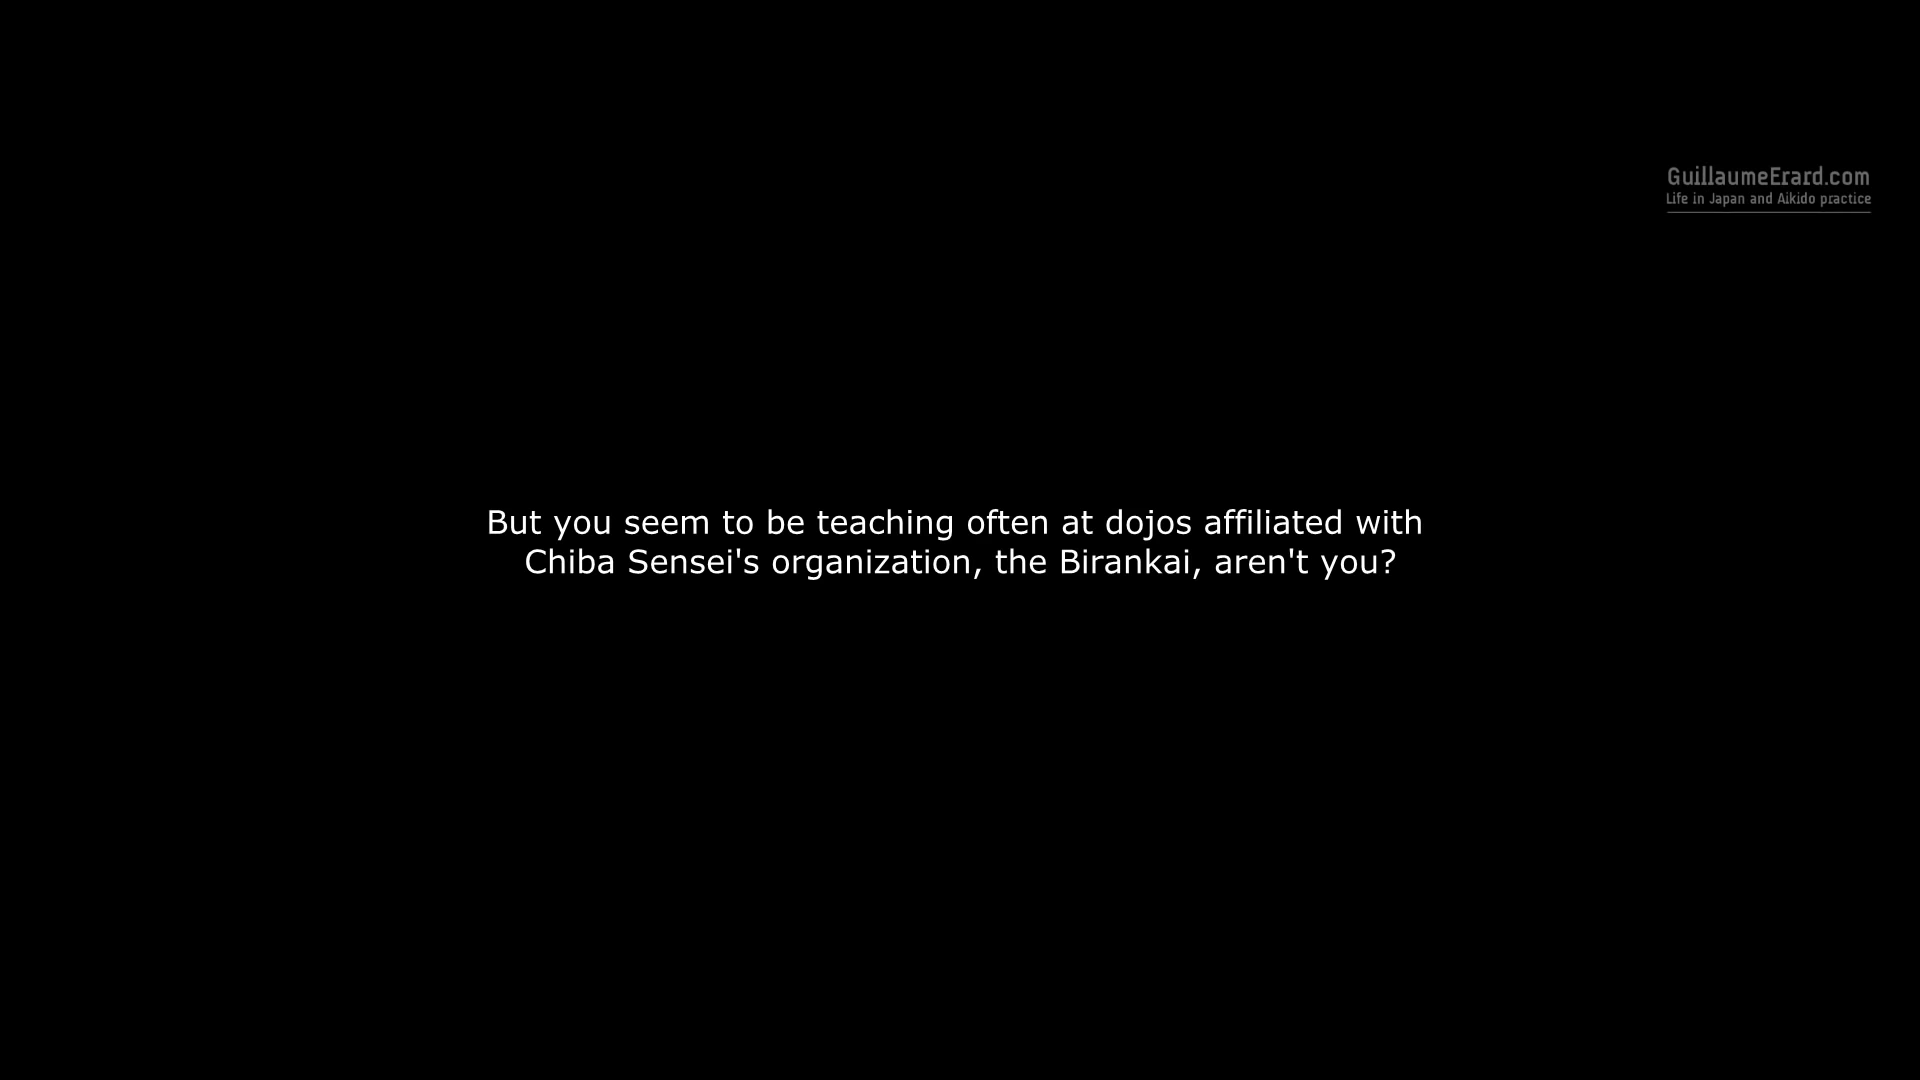 GuillaumeErard.com
Life in Japan and Aikido practice
But you seem to be teaching often at dojos affiliated with
Chiba Sensei's organization, the Birankai, aren't you?